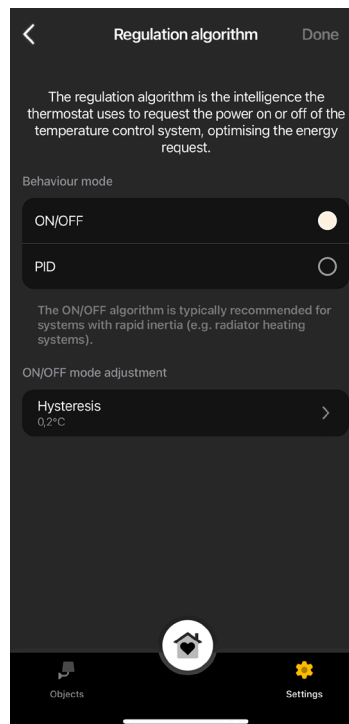 Regulation algorithm
Done
The regulation algorithm is the intelligence the
thermostat uses to request the power on or off of the
temperature control system, optimising the energy
request.
Behaviour mode
ON/OFF
PID
The ON/OFF algorithm is typically recommended for
systems with rapid inertia (e.g. radiator heating
systems).
ON/OFF mode adjustment
Hysteresis
0,2°C
Objects
Settings